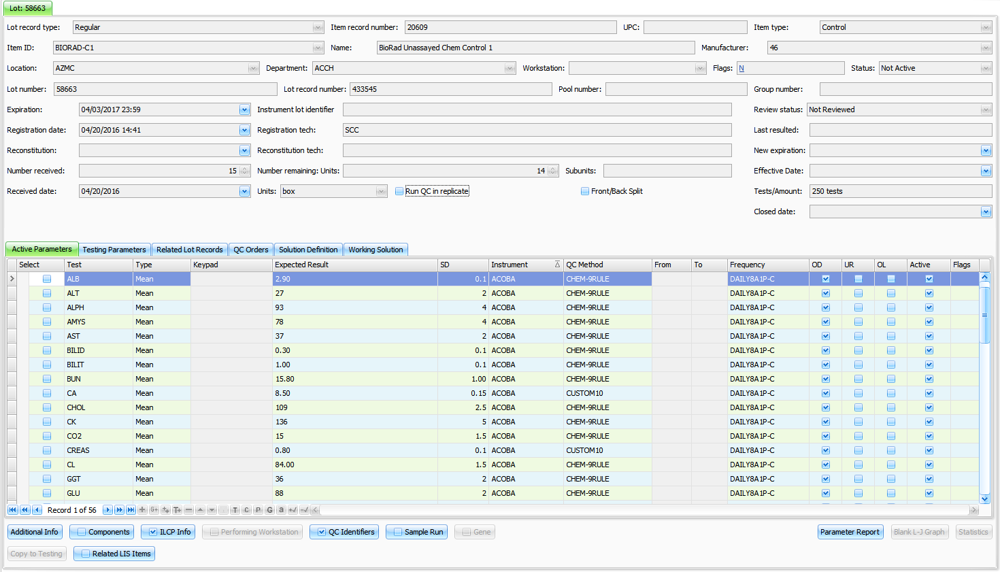 Lot: 58663
Lot record type: Regular Item record number: 20609 UPC: Item type: Control
Item ID: BIORAD-C1 Name: BioRad Unassayed Chem Control 1 Manufacturer: 46
Location: AZMC Department: ACCH Workstation: Flags: N Status: Not Active
Lot number: 58663 Lot record number: 433545 Pool number: Group number:
Expiration: 04/03/2017 23:59 Instrument lot identifier Review status: Not Reviewed
Registration date: 04/20/2016 14:41 Registration tech: SCC Last resulted:
Reconstitution: Reconstitution tech: New expiration:
Number received: 15 Number remaining: Units: 14 Subunits: Effective Date:
Received date: 04/20/2016 Units: box Run QC in replicate Front/Back Split Tests/Amount: 250 tests
Closed date:
Active Parameters Testing Parameters Related Lot Records QC Orders Solution Definition Working Solution
Select Test Type Keypad Expected Result SD Instrument QC Method From To Frequency OD UR OL Active Flags
ALB Mean 2.90 0.1 ACOBA CHEM-9RULE DAILY8A1P-C
ALT Mean 27 2 ACOBA CHEM-9RULE DAILY8A1P-C
ALPH Mean 93 4 ACOBA CHEM-9RULE DAILY8A1P-C
AMYS Mean 78 4 ACOBA CHEM-9RULE DAILY8A1P-C
AST Mean 37 2 ACOBA CHEM-9RULE DAILY8A1P-C
BILID Mean 0.30 0.1 ACOBA CHEM-9RULE DAILY8A1P-C
BILIT Mean 1.00 0.1 ACOBA CHEM-9RULE DAILY8A1P-C
BUN Mean 15.80 1.00 ACOBA CHEM-9RULE DAILY8A1P-C
CA Mean 8.50 0.15 ACOBA CUSTOM10 DAILY8A1P-C
CHOL Mean 109 2.5 ACOBA CHEM-9RULE DAILY8A1P-C
CK Mean 136 5 ACOBA CHEM-9RULE DAILY8A1P-C
CO2 Mean 15 1.5 ACOBA CHEM-9RULE DAILY8A1P-C
CREAS Mean 0.80 0.1 ACOBA CUSTOM10 DAILY8A1P-C
CL Mean 84.00 1.5 ACOBA CHEM-9RULE DAILY8A1P-C
GGT Mean 36 2 ACOBA CHEM-9RULE DAILY8A1P-C
GLU Mean 88 2 ACOBA CHEM-9RULE DAILY8A1P-C
Record 1 of 56 G+ T+ T C P G a
Additional Info Components ILCP Info Performing Workstation QC Identifiers Sample Run Gene Parameter Report Blank L-J Graph Statistics
Copy to Testing Related LIS Items